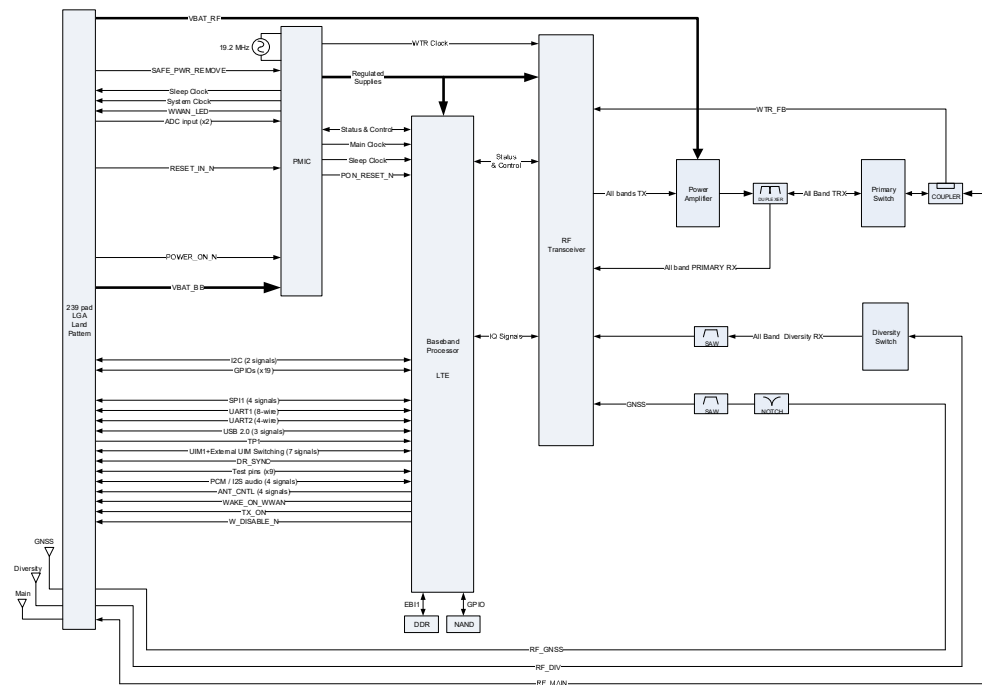 VBAT_RF
19.2 MHz
WTR Clock
SAFE_PWR_REMOVE
Regulated
Supplies
Sleep Clock
System Clock
WWAN_LED
ADC input (x2)
WTR_FB
Status & Control
Main Clock
Sleep Clock
PON_RESET_N
PMIC
RESET_IN_N
Status
& Control
All bands TX
Power
Amplifier
DUPLEXER
All Band TRX
Primary
Switch
COUPLER
RF
Transceiver
POWER_ON_N
All band PRIMARY RX
VBAT_BB
239 pad
LGA
Land
Pattern
Baseband
Processor
LTE
IQ Signals
SAW
All Band Diversity RX
Diversity
Switch
I2C (2 signals)
GPIOs (x19)
SPI1 (4 signals)
GNSS
SAW
NOTCH
UART1 (8-wire)
UART2 (4-wire)
USB 2.0 (3 signals)
TP1
UIM1+External UIM Switching (7 signals)
DR_SYNC
Test pins (x9)
PCM / I2S audio (4 signals)
ANT_CNTL (4 signals)
WAKE_ON_WWAN
TX_ON
W_DISABLE_N
GNSS
Diversity
Main
EBI1
GPIO
DDR
NAND
RF_GNSS
RF_DIV
RF_MAIN